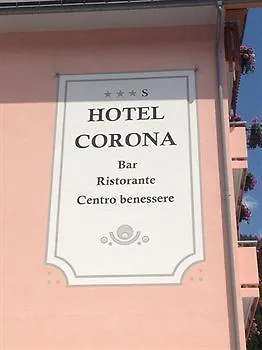 ★★★ S
HOTEL
CORONA
Bar
Ristorante
Centro benessere